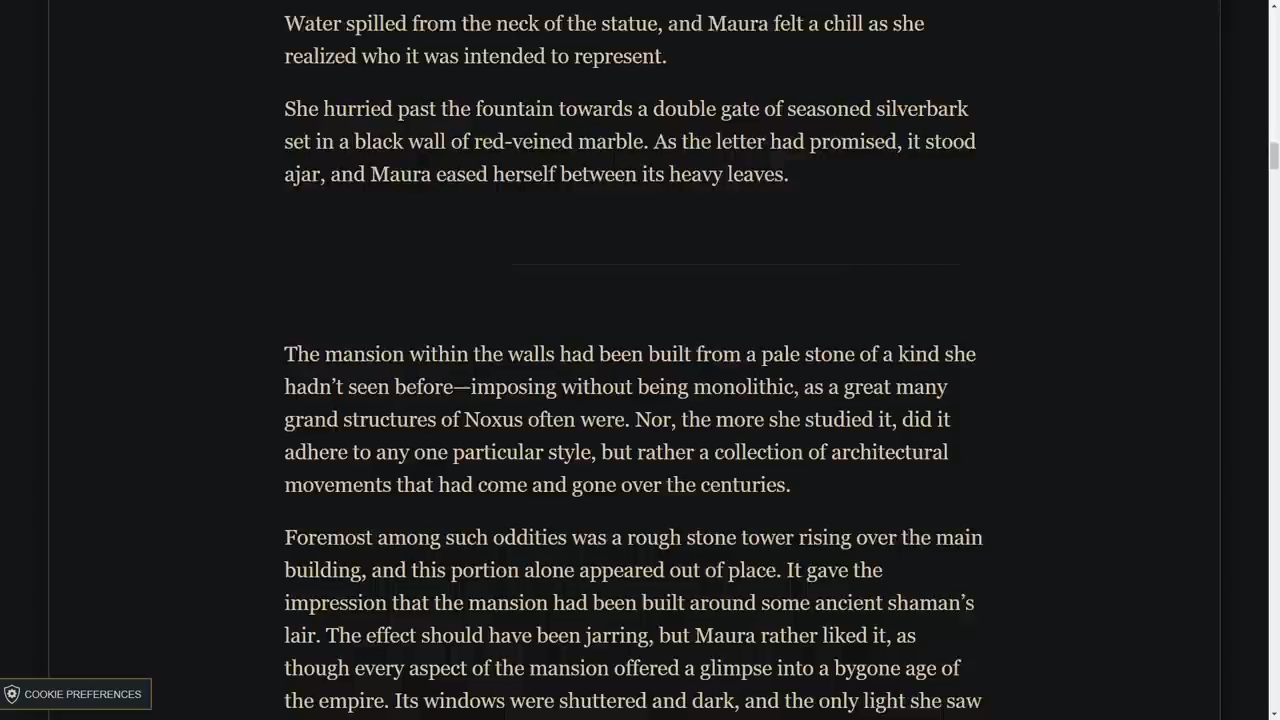 Water spilled from the neck of the statue, and Maura felt a chill as she
realized who it was intended to represent.
She hurried past the fountain towards a double gate of seasoned silverbark
set in a black wall of red-veined marble. As the letter had promised, it stood
ajar, and Maura eased herself between its heavy leaves.
The mansion within the walls had been built from a pale stone of a kind she
hadn’t seen before—imposing without being monolithic, as a great many
grand structures of Noxus often were. Nor, the more she studied it, did it
adhere to any one particular style, but rather a collection of architectural
movements that had come and gone over the centuries.
Foremost among such oddities was a rough stone tower rising over the main
building, and this portion alone appeared out of place. It gave the
impression that the mansion had been built around some ancient shaman’s
lair. The effect should have been jarring, but Maura rather liked it, as
though every aspect of the mansion offered a glimpse into a bygone age of
the empire. Its windows were shuttered and dark, and the only light she saw
COOKIE PREFERENCES